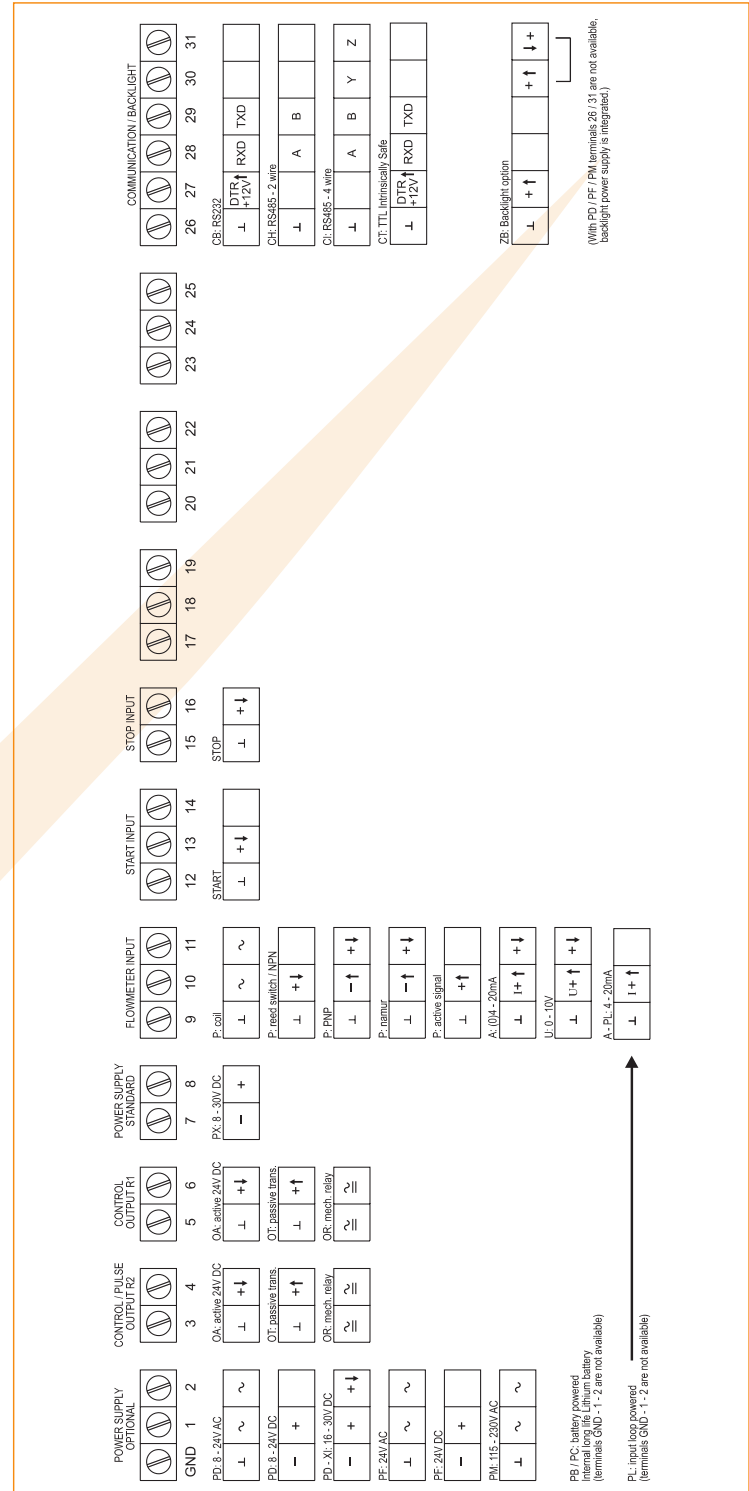 POWER SUPPLY
OPTIONAL
GND 1 2
PD: 8 - 24V AC
⊥ ~ ~
PD: 8 - 24V DC
− +
PD - XI: 16 - 30V DC
− + +↓
PF: 24V AC
⊥ ~ ~
PF: 24V DC
− +
PM: 115 - 230V AC
⊥ ~ ~
PB / PC: battery powered
Internal long life Lithium battery
(terminals GND - 1 - 2 are not available)
PL: input loop powered
(terminals GND - 1 - 2 are not available)
CONTROL / PULSE
OUTPUT R2
3 4
OA: active 24V DC
⊥ +↓
OT: passive trans.
⊥ +↑
OR: mech. relay
≂ ≂
CONTROL
OUTPUT R1
5 6
OA: active 24V DC
⊥ +↓
OT: passive trans.
⊥ +↑
OR: mech. relay
≂ ≂
POWER SUPPLY
STANDARD
7 8
PX: 8 - 30V DC
− +
FLOWMETER INPUT
9 10 11
P: coil
⊥ ~ ~
P: reed switch / NPN
⊥ +↓
P: PNP
⊥ −↑ +↓
P: namur
⊥ −↑ +↓
P: active signal
⊥ +↑
A: (0)4 - 20mA
⊥ I+↑ +↓
U: 0 - 10V
⊥ U+↑ +↓
A - PL: 4 - 20mA
⊥ I+↑
START INPUT
12 13 14
START
⊥ +↓
STOP INPUT
15 16
STOP
⊥ +↓
17 18 19
20 21 22
23 24 25
COMMUNICATION / BACKLIGHT
26 27 28 29 30 31
CB: RS232
⊥ DTR +12V↑ RXD TXD
CH: RS485 - 2 wire
⊥ A B
CI: RS485 - 4 wire
⊥ A B Y Z
CT: TTL Intrinsically Safe
⊥ DTR +12V↑ RXD TXD
ZB: Backlight option
⊥ +↑ +↑ ↓+
(With PD / PF / PM terminals 26 / 31 are not available,
backlight power supply is integrated.)